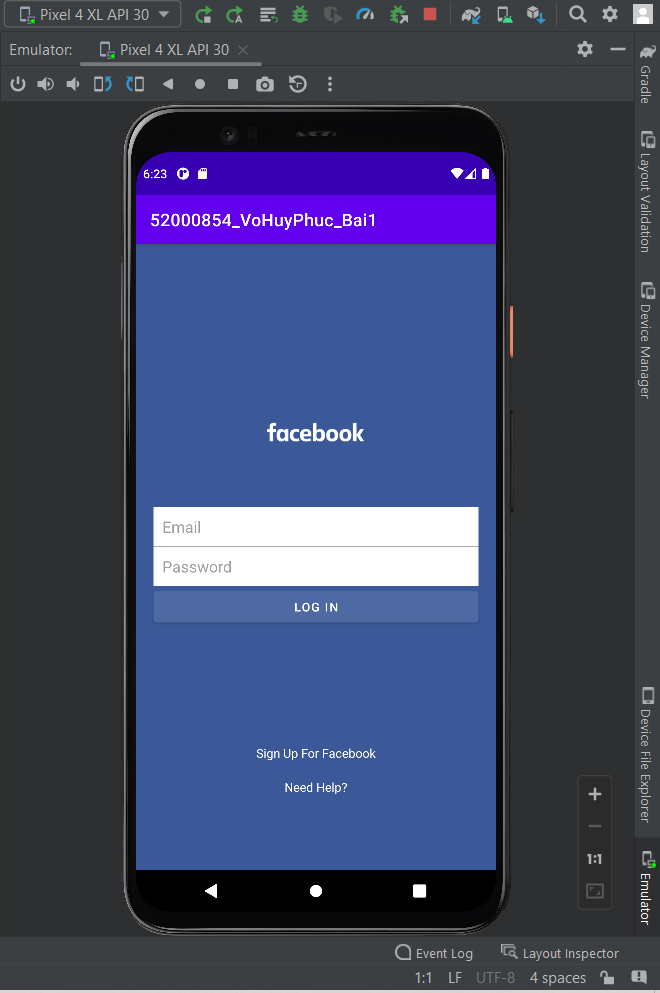 Pixel 4 XL API 30
Emulator:
Pixel 4 XL API 30
Gradle
Layout Validation
Device Manager
6:23
52000854_VoHuyPhuc_Bai1
facebook
Email
Password
LOG IN
Sign Up For Facebook
Need Help?
Device File Explorer
1:1
Emulator
Event Log
Layout Inspector
1:1 LF UTF-8 4 spaces